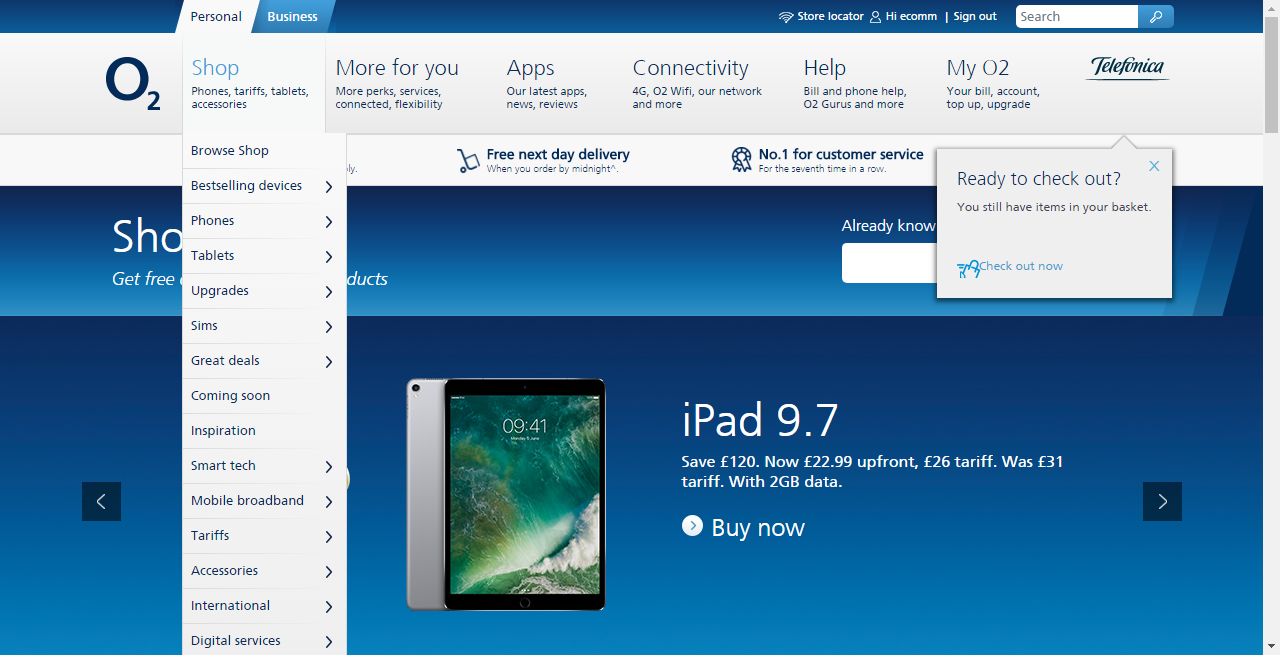 Personal
Business
Store locator
Hi ecomm | Sign out
Search
O2
Shop
Phones, tariffs, tablets,
accessories
More for you
More perks, services,
connected, flexibility
Apps
Our latest apps,
news, reviews
Connectivity
4G, O2 Wifi, our network
and more
Help
Bill and phone help,
O2 Gurus and more
My O2
Your bill, account,
top up, upgrade
Telefónica
Browse Shop
Bestselling devices
Phones
Tablets
Upgrades
Sims
Great deals
Coming soon
Inspiration
Smart tech
Mobile broadband
Tariffs
Accessories
International
Digital services
Free next day delivery
When you order by midnight^.
No.1 for customer service
For the seventh time in a row.
Ready to check out?
You still have items in your basket.
Check out now
Sho
Get free
ducts
Already know
09:41
Monday 5 June
iPad 9.7
Save £120. Now £22.99 upfront, £26 tariff. Was £31
tariff. With 2GB data.
Buy now